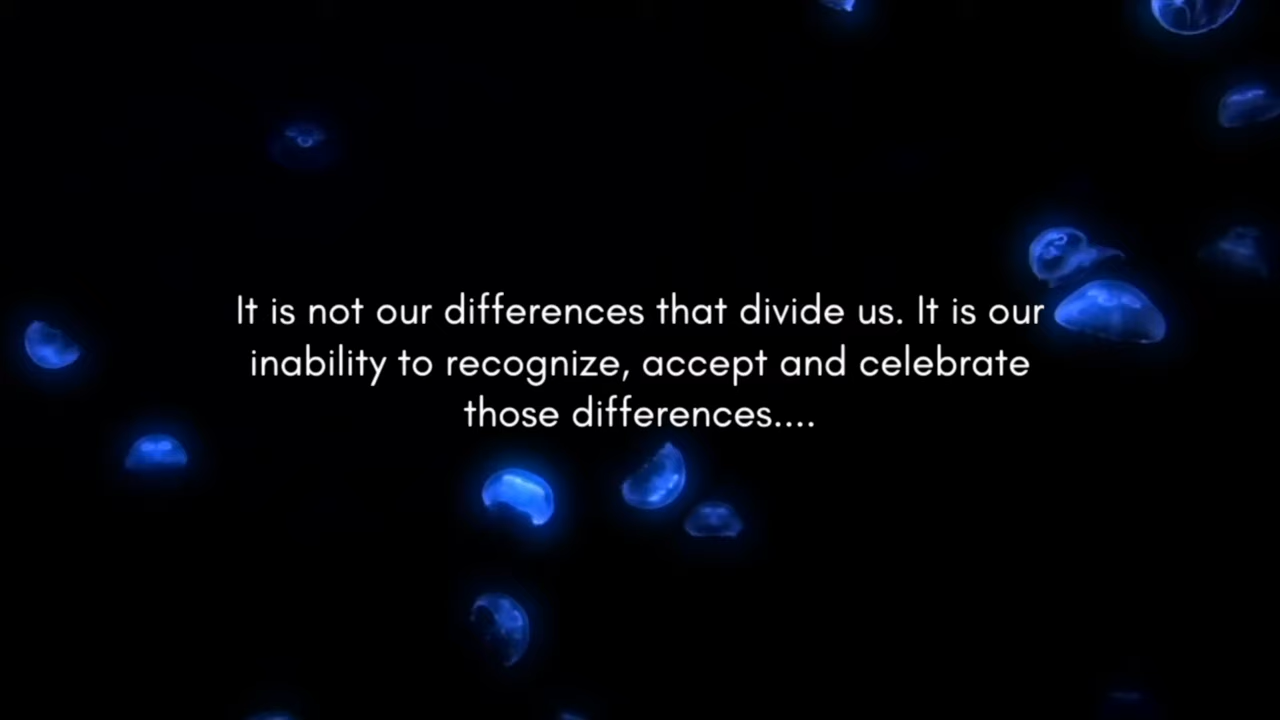 It is not our differences that divide us. It is our
inability to recognize, accept and celebrate
those differences....